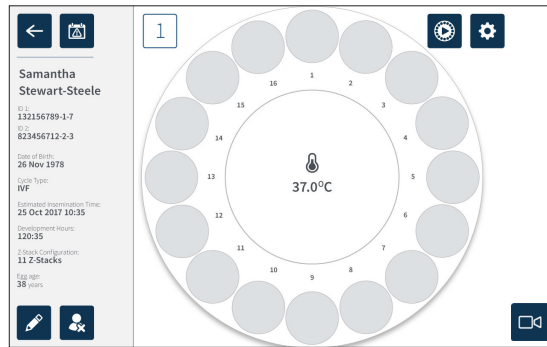 Samantha
Stewart-Steele
ID 1:
132156789-1-7
ID 2:
823456712-2-3
Date of Birth:
26 Nov 1978
Cycle Type:
IVF
Estimated Insemination Time:
25 Oct 2017 10:35
Development Hours:
120:35
Z-Stack Configuration:
11 Z-Stacks
Egg age:
38 years
1
1
2
3
4
5
6
7
8
9
10
11
12
13
14
15
16
37.0°C